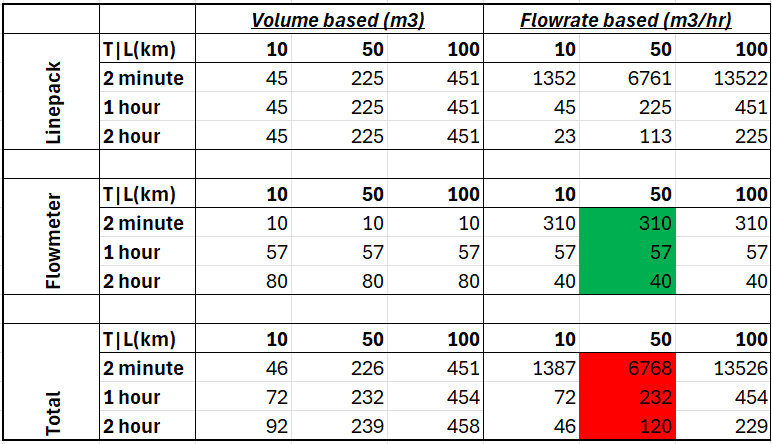 Volume based (m3) Flowrate based (m3/hr)
Linepack
T|L(km) 10 50 100 10 50 100
2 minute 45 225 451 1352 6761 13522
1 hour 45 225 451 45 225 451
2 hour 45 225 451 23 113 225
Flowmeter
T|L(km) 10 50 100 10 50 100
2 minute 10 10 10 310 310 310
1 hour 57 57 57 57 57 57
2 hour 80 80 80 40 40 40
Total
T|L(km) 10 50 100 10 50 100
2 minute 46 226 451 1387 6768 13526
1 hour 72 232 454 72 232 454
2 hour 92 239 458 46 120 229